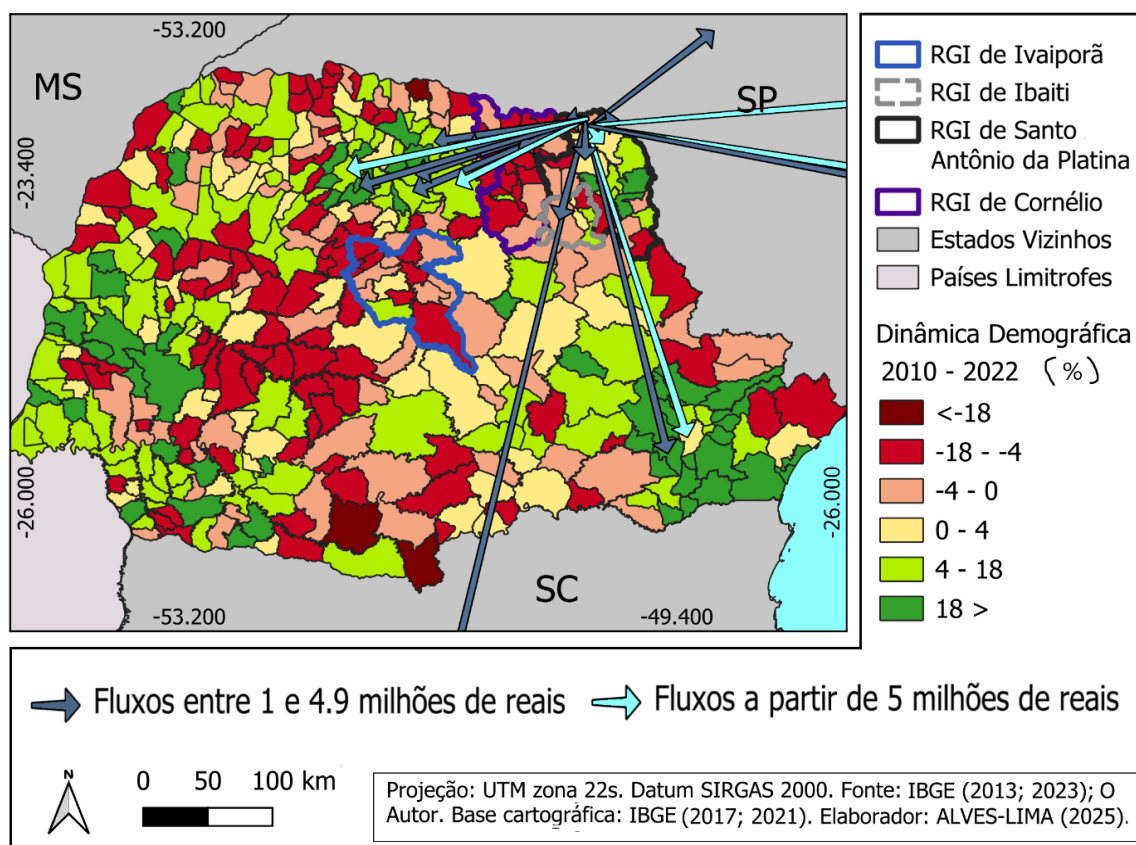 -53.200
MS
SP
-23.400
-26.000
-26.000
SC
-53.200
-49.400
RGI de Ivaiporã
RGI de Ibaiti
RGI de Santo
Antônio da Platina
RGI de Cornélio
Estados Vizinhos
Países Limitrofes
Dinâmica Demográfica
2010 - 2022 (%)
<-18
-18 - -4
-4 - 0
0 - 4
4 - 18
18 >
Fluxos entre 1 e 4.9 milhões de reais
Fluxos a partir de 5 milhões de reais
N
0 50 100 km
Projeção: UTM zona 22s. Datum SIRGAS 2000. Fonte: IBGE (2013; 2023); O
Autor. Base cartográfica: IBGE (2017; 2021). Elaborador: ALVES-LIMA (2025).